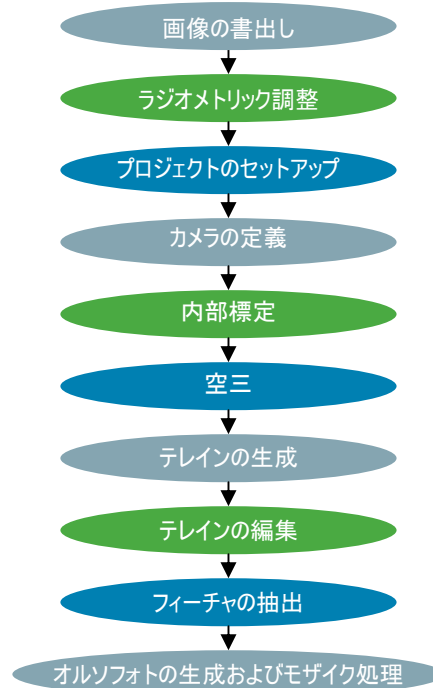 画像の書出し
ラジオメトリック調整
プロジェクトのセットアップ
カメラの定義
内部標定
空三
テレインの生成
テレインの編集
フィーチャの抽出
オルソフォトの生成およびモザイク処理